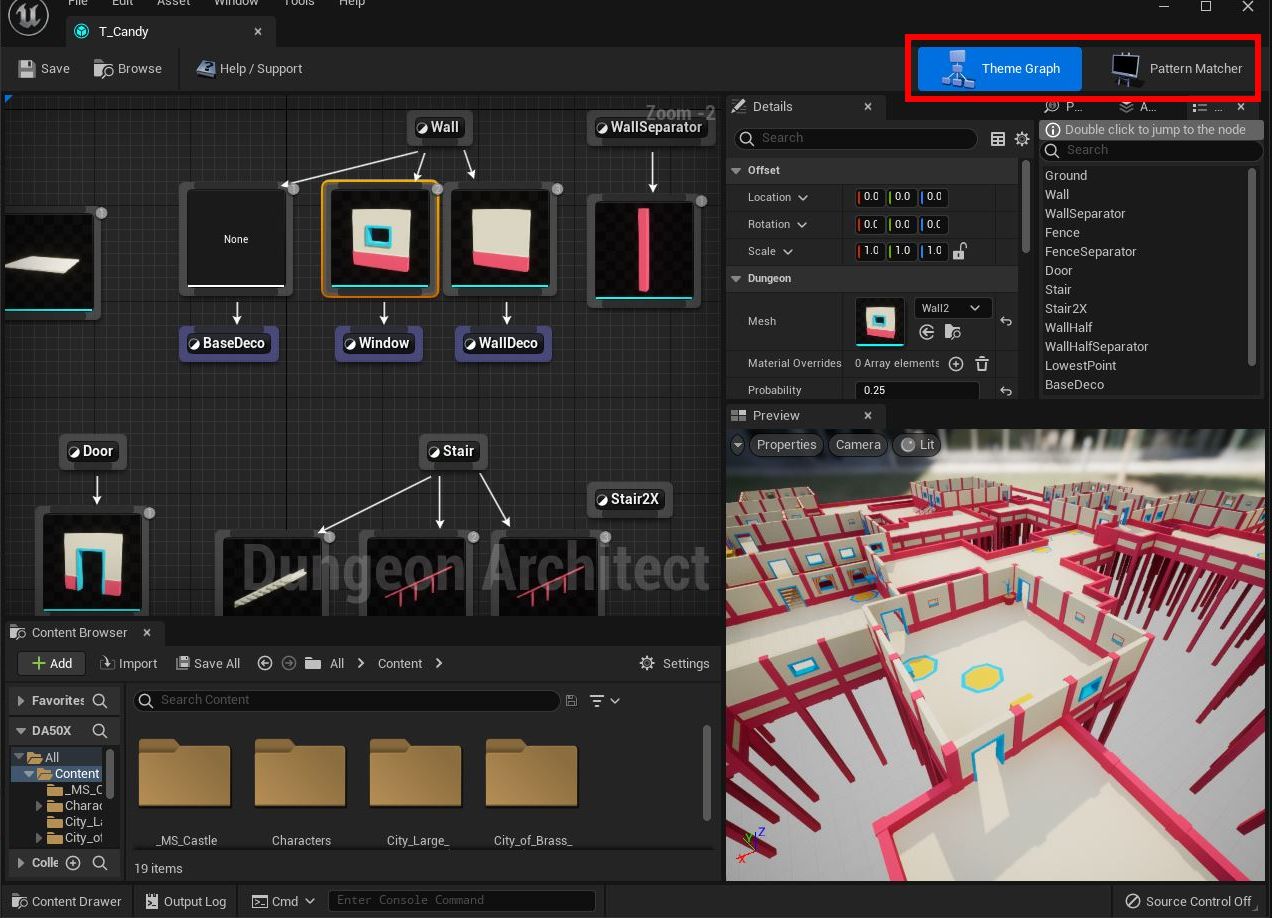 File Edit Asset Window Tools Help
T_Candy
Save Browse Help / Support Theme Graph Pattern Matcher
Zoom -2
Wall
WallSeparator
None
BaseDeco
Window
WallDeco
Door
Stair
Stair2X
Dungeon Architect
Details
Search
Offset
Location 0.0 0.0 0.0
Rotation 0.0 0.0 0.0
Scale 1.0 1.0 1.0
Dungeon
Mesh Wall2
Material Overrides 0 Array elements
Probability 0.25
P... A... ...
Double click to jump to the node
Search
Ground
Wall
WallSeparator
Fence
FenceSeparator
Door
Stair
Stair2X
WallHalf
WallHalfSeparator
LowestPoint
BaseDeco
Preview
Properties Camera Lit
Z
Y
X
Content Browser
Add Import Save All All Content Settings
Favorites
DA50X
All
Content
_MS_C
Charac
City_La
City_of
Colle
Search Content
_MS_Castle Characters City_Large_ City_of_Brass_
19 items
Content Drawer Output Log Cmd Enter Console Command Source Control Off